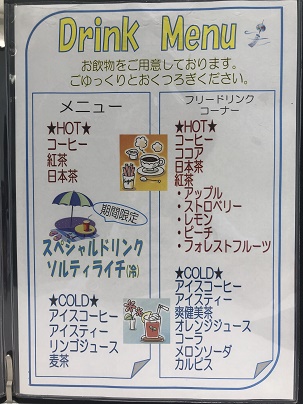 Drink Menu
お飲物をご用意しております。
ごゆっくりとおくつろぎください。
メニュー
★HOT★
コーヒー
紅茶
日本茶
期間限定
スペシャルドリンク
ソルティライチ(冷)
★COLD★
アイスコーヒー
アイスティー
リンゴジュース
麦茶
フリードリンク
コーナー
★HOT★
コーヒー
ココア
日本茶
紅茶
・アップル
・ストロベリー
・レモン
・ピーチ
・フォレストフルーツ
★COLD★
アイスコーヒー
アイスティー
爽健美茶
オレンジジュース
コーラ
メロンソーダ
カルピス